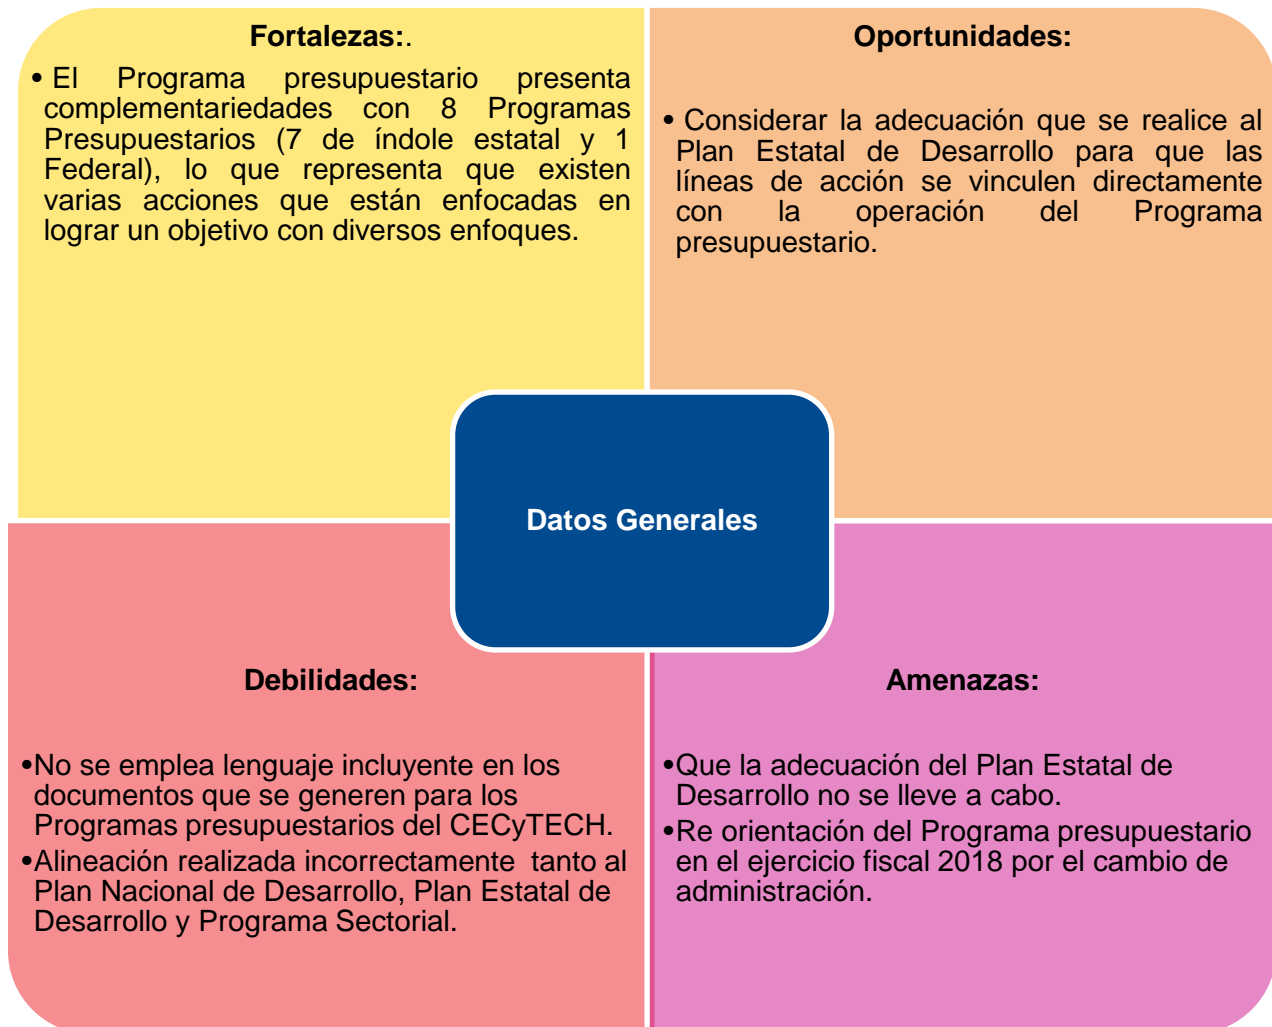 Fortalezas:.
• El Programa presupuestario presenta
complementariedades con 8 Programas
Presupuestarios (7 de índole estatal y 1
Federal), lo que representa que existen
varias acciones que están enfocadas en
lograr un objetivo con diversos enfoques.
Oportunidades:
• Considerar la adecuación que se realice al
Plan Estatal de Desarrollo para que las
líneas de acción se vinculen directamente
con la operación del Programa
presupuestario.
Datos Generales
Debilidades:
•No se emplea lenguaje incluyente en los
documentos que se generen para los
Programas presupuestarios del CECyTECH.
•Alineación realizada incorrectamente tanto al
Plan Nacional de Desarrollo, Plan Estatal de
Desarrollo y Programa Sectorial.
Amenazas:
•Que la adecuación del Plan Estatal de
Desarrollo no se lleve a cabo.
•Re orientación del Programa presupuestario
en el ejercicio fiscal 2018 por el cambio de
administración.